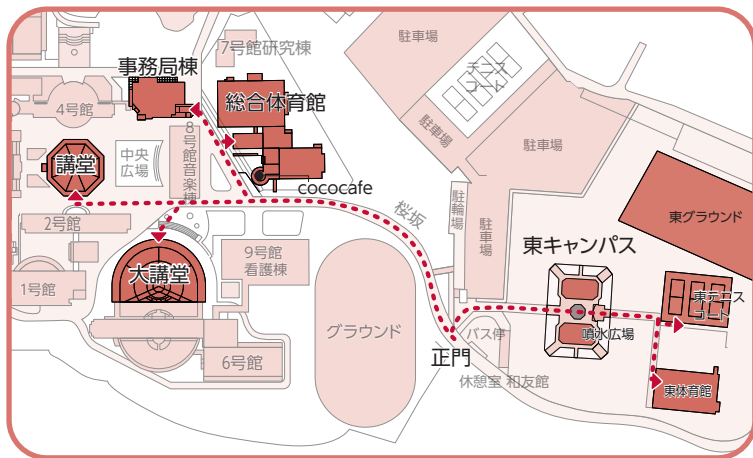 7号館研究棟
駐車場
テニス
コート
事務局棟
総合体育館
4号館
駐車場
駐車場
講堂
中央
広場
8号館音楽棟
cococafe
桜坂
駐輪場
駐車場
東グラウンド
2号館
東キャンパス
9号館
看護棟
大講堂
1号館
東テニス
コート
グラウンド
バス停
噴水広場
正門
6号館
休憩室 和友館
東体育館